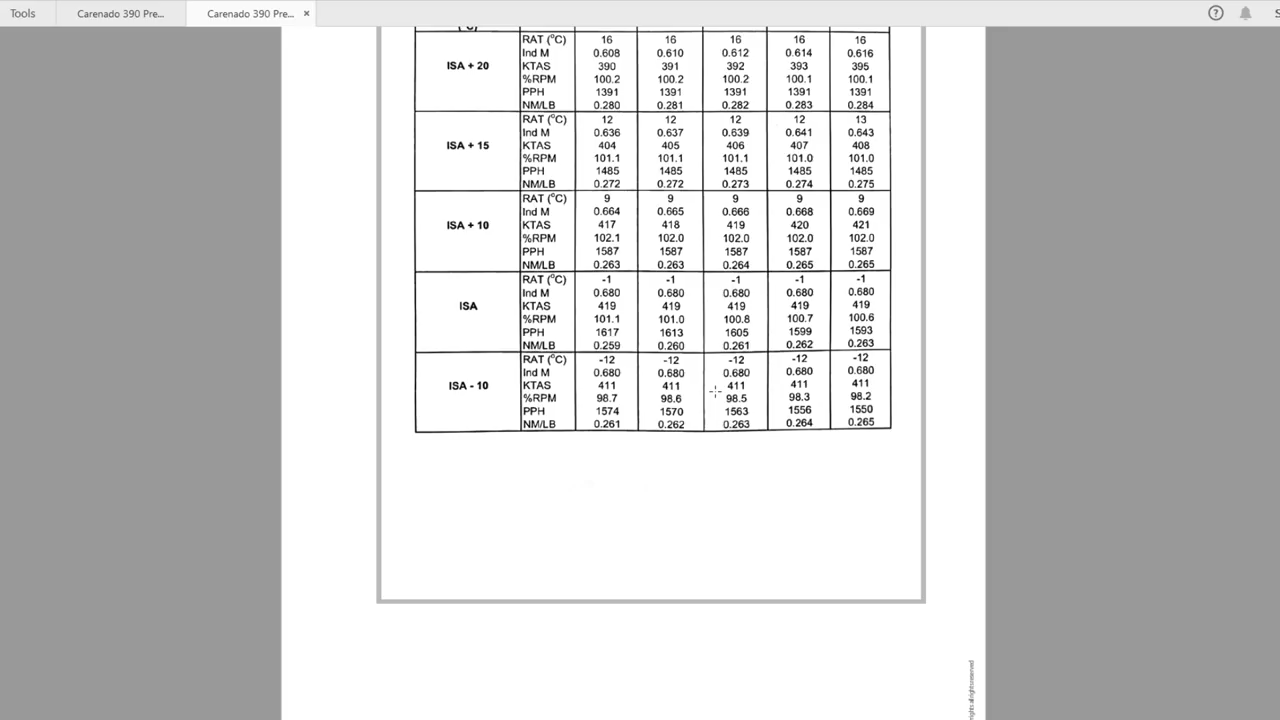 Tools Carenado 390 Pre... Carenado 390 Pre... × ?
RAT (°C) 16 16 16 16 16
Ind M 0.608 0.610 0.612 0.614 0.616
ISA + 20 KTAS 390 391 392 393 395
%RPM 100.2 100.2 100.2 100.1 100.1
PPH 1391 1391 1391 1391 1391
NM/LB 0.280 0.281 0.282 0.283 0.284
RAT (°C) 12 12 12 12 13
Ind M 0.636 0.637 0.639 0.641 0.643
ISA + 15 KTAS 404 405 406 407 408
%RPM 101.1 101.1 101.1 101.0 101.0
PPH 1485 1485 1485 1485 1485
NM/LB 0.272 0.272 0.273 0.274 0.275
RAT (°C) 9 9 9 9 9
Ind M 0.664 0.665 0.666 0.668 0.669
ISA + 10 KTAS 417 418 419 420 421
%RPM 102.1 102.0 102.0 102.0 102.0
PPH 1587 1587 1587 1587 1587
NM/LB 0.263 0.263 0.264 0.265 0.265
RAT (°C) -1 -1 -1 -1 -1
Ind M 0.680 0.680 0.680 0.680 0.680
ISA KTAS 419 419 419 419 419
%RPM 101.1 101.0 100.8 100.7 100.6
PPH 1617 1613 1605 1599 1593
NM/LB 0.259 0.260 0.261 0.262 0.263
RAT (°C) -12 -12 -12 -12 -12
Ind M 0.680 0.680 0.680 0.680 0.680
ISA - 10 KTAS 411 411 411 411 411
%RPM 98.7 98.6 98.5 98.3 98.2
PPH 1574 1570 1563 1556 1550
NM/LB 0.261 0.262 0.263 0.264 0.265
rights all rights reserved